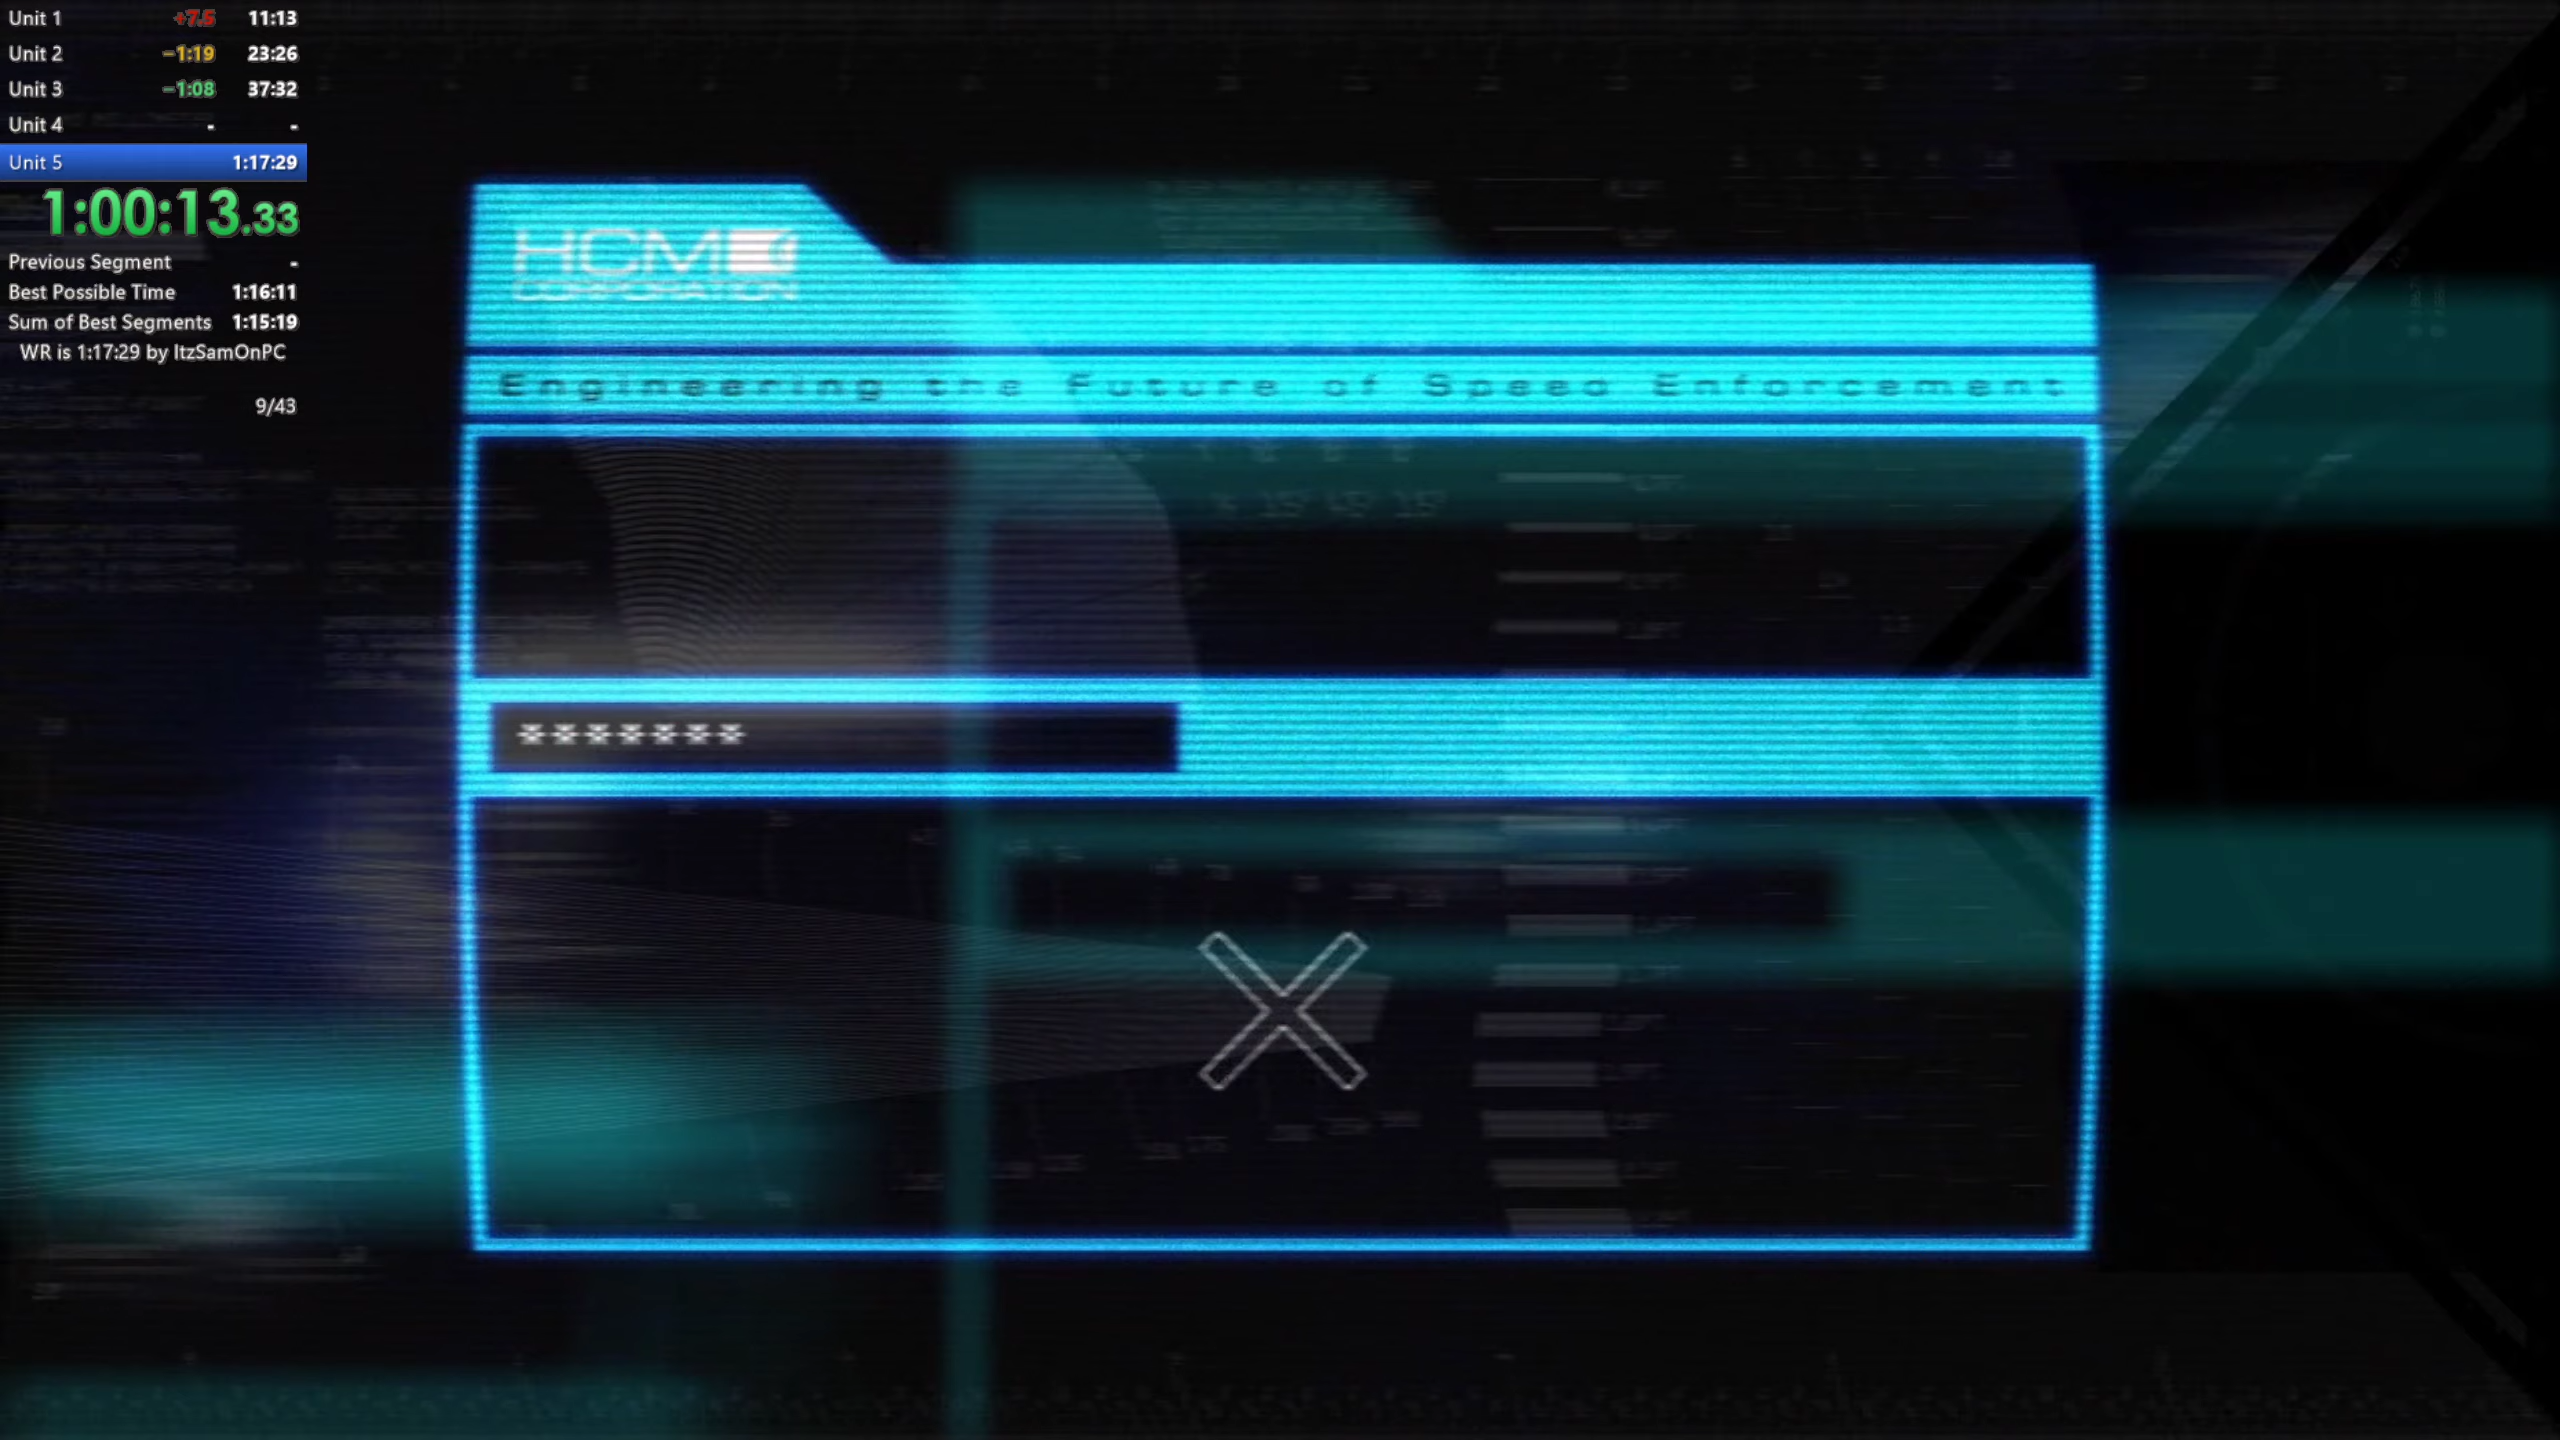 Unit 1 +7.5 11:13
Unit 2 −1:19 23:26
Unit 3 −1:08 37:32
Unit 4 - -
Unit 5 1:17:29
1:00:13.33
Previous Segment -
Best Possible Time 1:16:11
Sum of Best Segments 1:15:19
WR is 1:17:29 by ItzSamOnPC
9/43
HCM
CORPORATION
Engineering the Future of Speed Enforcement
*******